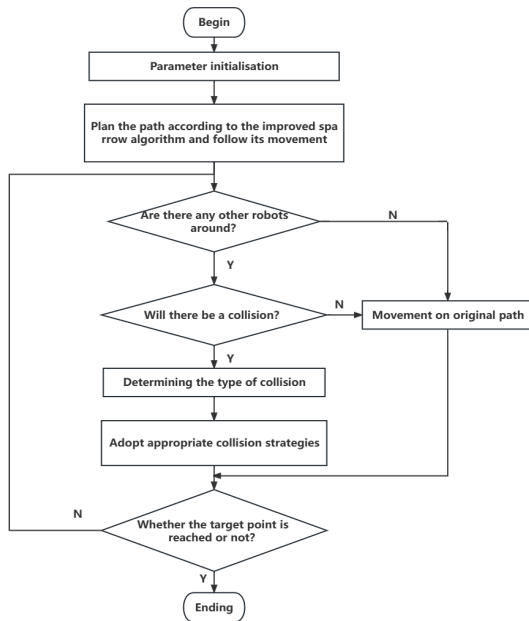 Begin
Parameter initialisation
Plan the path according to the improved spa
rrow algorithm and follow its movement
Are there any other robots
around?
N
Y
Will there be a collision?
N
Movement on original path
Y
Determining the type of collision
Adopt appropriate collision strategies
N
Whether the target point is
reached or not?
Y
Ending